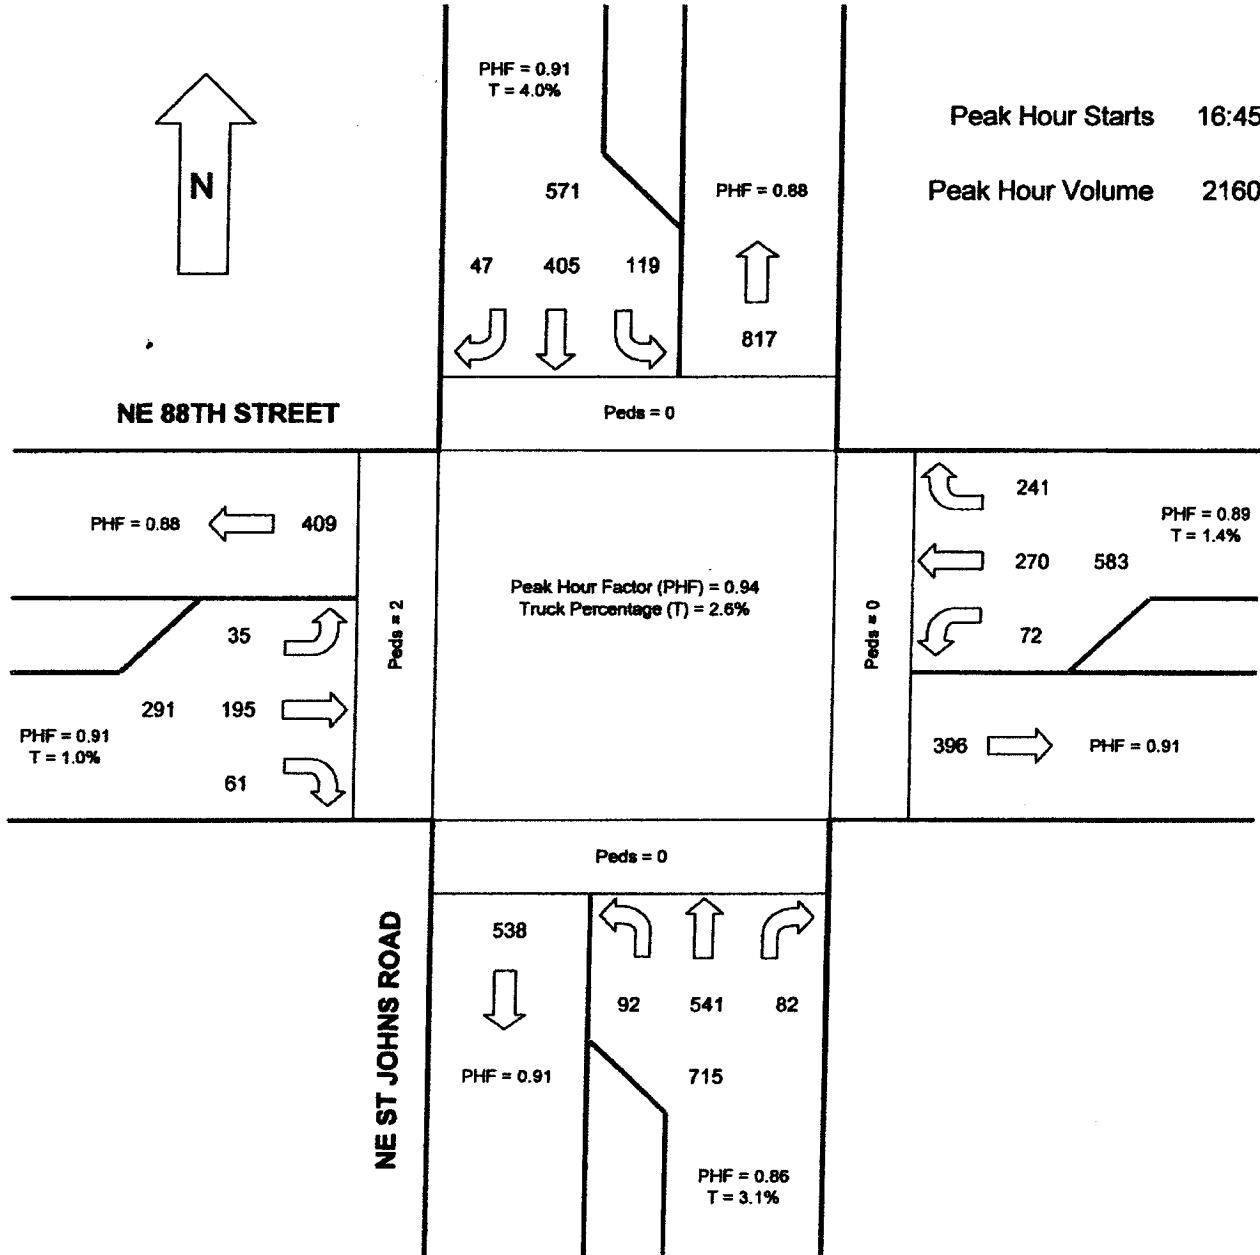 PHF = 0.91
T = 4.0%
Peak Hour Starts 16:45
N
571
PHF = 0.88
Peak Hour Volume 2160
47 405 119
817
NE 88TH STREET
Peds = 0
241
PHF = 0.88 409
PHF = 0.89
T = 1.4%
270 583
Peak Hour Factor (PHF) = 0.94
Truck Percentage (T) = 2.6%
Peds = 2
Peds = 0
35
72
291 195
PHF = 0.91
T = 1.0%
396 PHF = 0.91
61
Peds = 0
538
NE ST JOHNS ROAD
92 541 82
PHF = 0.91
715
PHF = 0.86
T = 3.1%